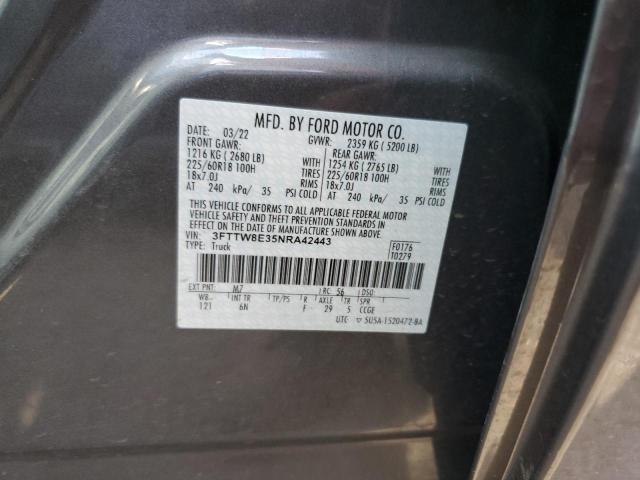 MFD. BY FORD MOTOR CO.
DATE: 03/22 GVWR: 2359 KG ( 5200 LB)
FRONT GAWR: REAR GAWR:
1216 KG ( 2680 LB) WITH 1254 KG ( 2765 LB) WITH
225/60R18 100H TIRES 225/60R18 100H TIRES
18x7.0J RIMS 18x7.0J RIMS
AT 240 kPa/ 35 PSI COLD AT 240 kPa/ 35 PSI COLD
THIS VEHICLE CONFORMS TO ALL APPLICABLE FEDERAL MOTOR
VEHICLE SAFETY AND THEFT PREVENTION STANDARDS IN
EFFECT ON THE DATE OF MANUFACTURE SHOWN ABOVE.
VIN: 3FTTW8E35NRA42443 F0176
TYPE: Truck T0279
EXT PNT: M7 RC: 56 DSO:
WB INT TR TP/PS R AXLE TR SPR
121 6N F 29 5 CCGE
UTC ▽ 5U5A-1520472-BA